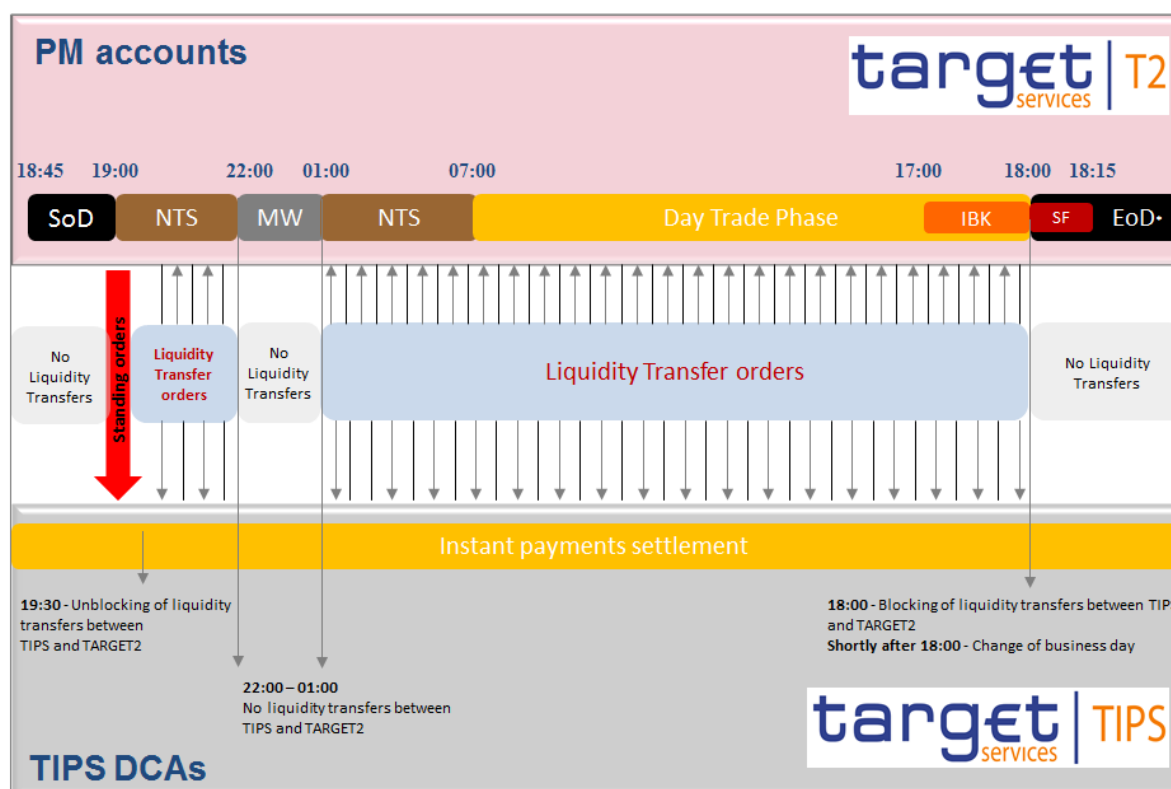 PM accounts
target | T2
services
18:45 19:00 22:00 01:00 07:00 17:00 18:00 18:15
SoD NTS MW NTS Day Trade Phase IBK SF EoD•
Standing orders
No
Liquidity
Transfers
Liquidity
Transfer
orders
No
Liquidity
Transfers
Liquidity Transfer orders
No Liquidity
Transfers
Instant payments settlement
19:30 - Unblocking of liquidity
transfers between
TIPS and TARGET2
18:00 - Blocking of liquidity transfers between TIP
and TARGET2
Shortly after 18:00 - Change of business day
22:00 – 01:00
No liquidity transfers between
TIPS and TARGET2
target | TIPS
services
TIPS DCAs